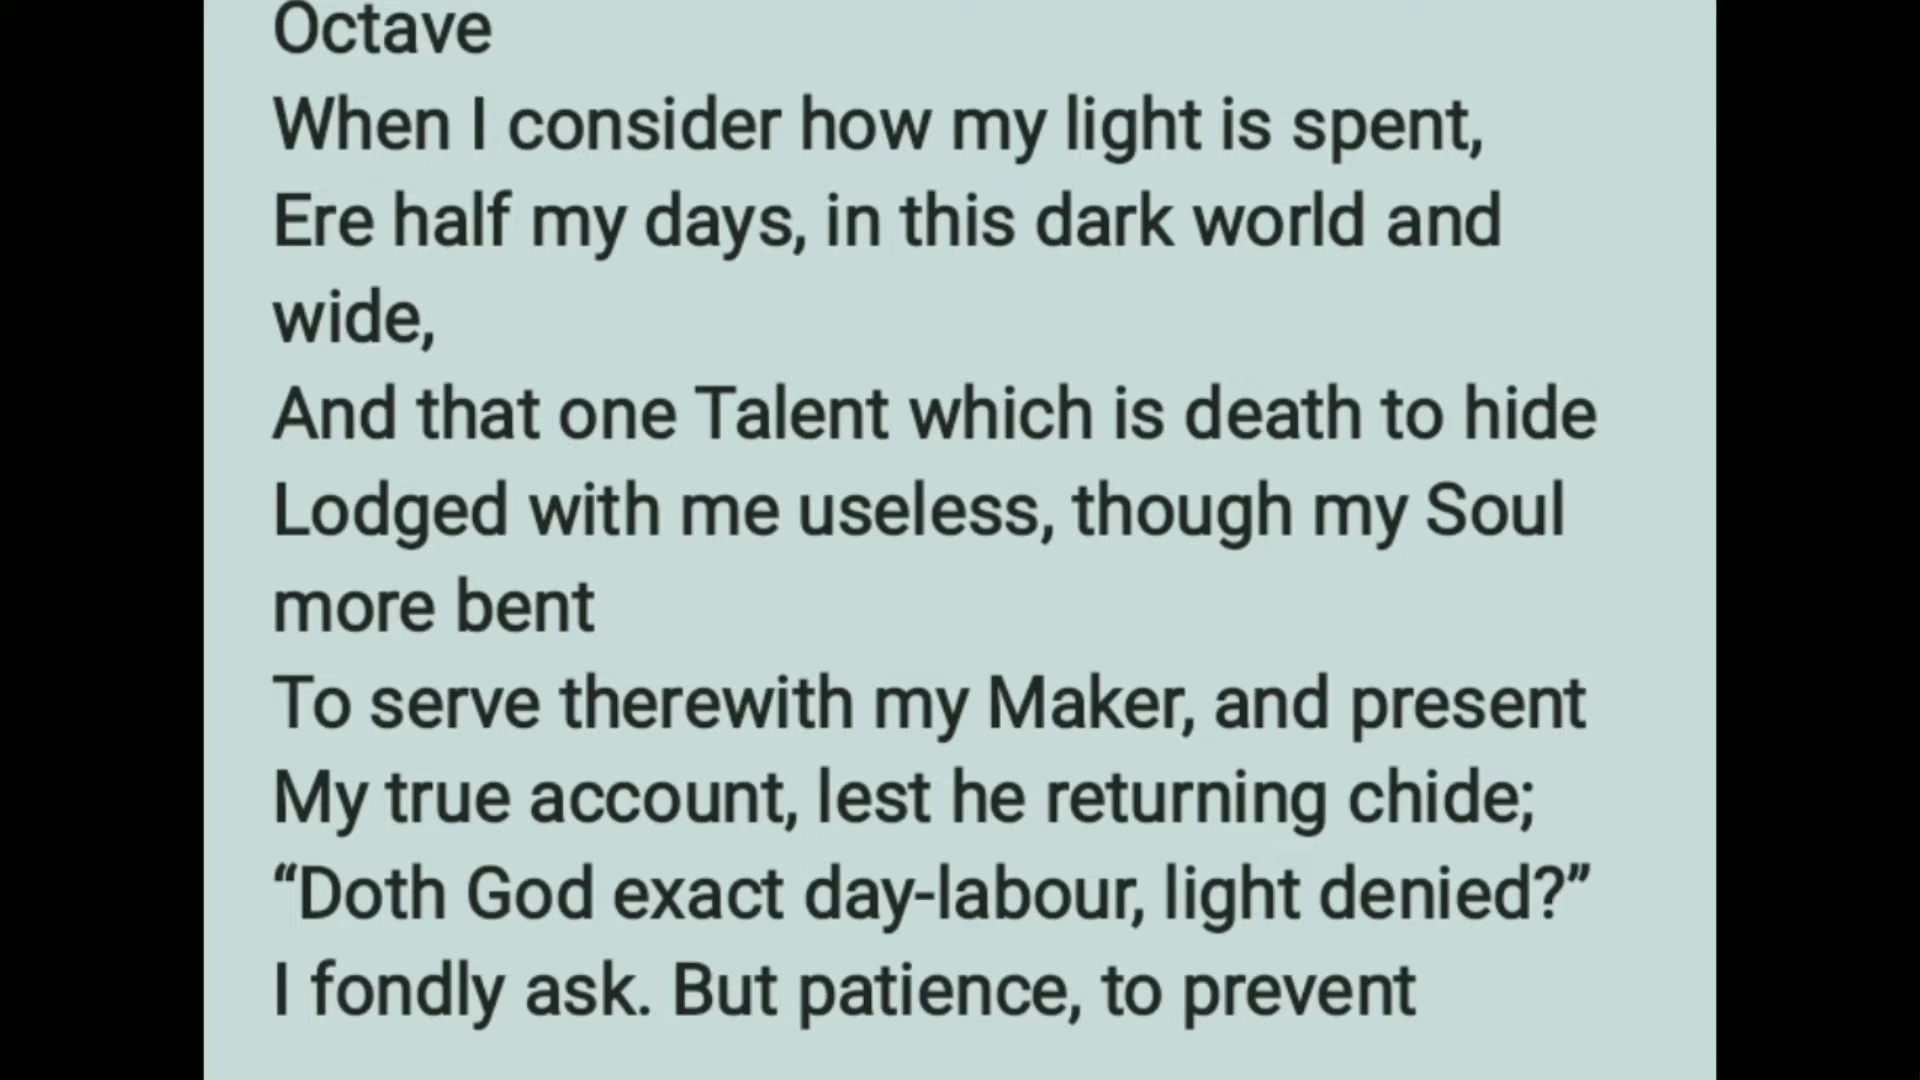 Octave
When I consider how my light is spent,
Ere half my days, in this dark world and
wide,
And that one Talent which is death to hide
Lodged with me useless, though my Soul
more bent
To serve therewith my Maker, and present
My true account, lest he returning chide;
“Doth God exact day-labour, light denied?”
I fondly ask. But patience, to prevent